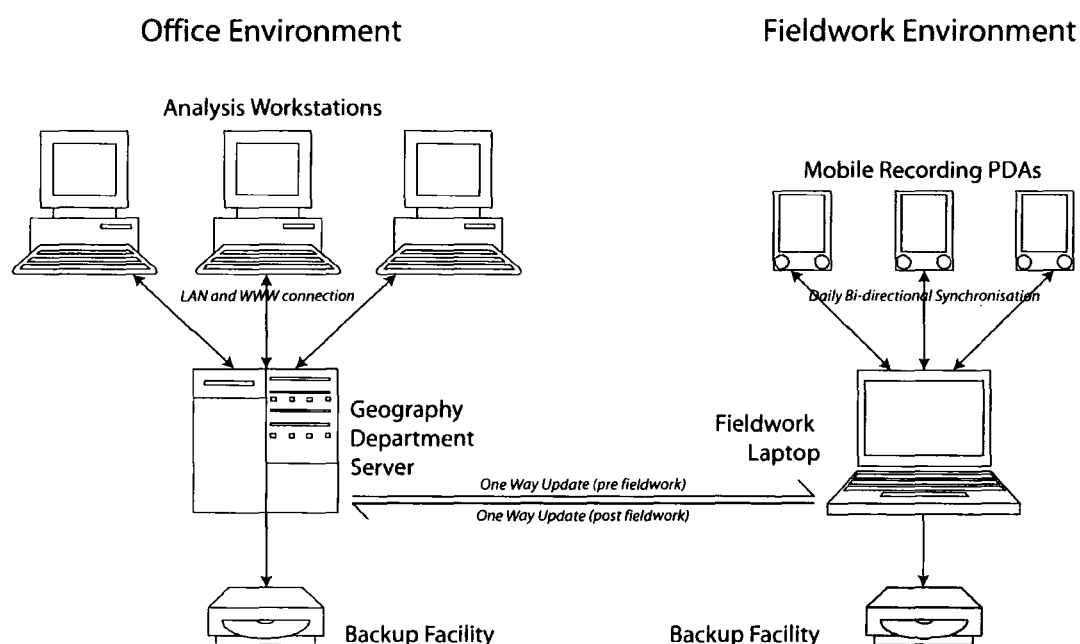 Office Environment
Fieldwork Environment
Analysis Workstations
Mobile Recording PDAs
LAN and WWW connection
Daily Bi-directional Synchronisation
Geography
Department
Server
Fieldwork
Laptop
One Way Update (pre fieldwork)
One Way Update (post fieldwork)
Backup Facility
Backup Facility